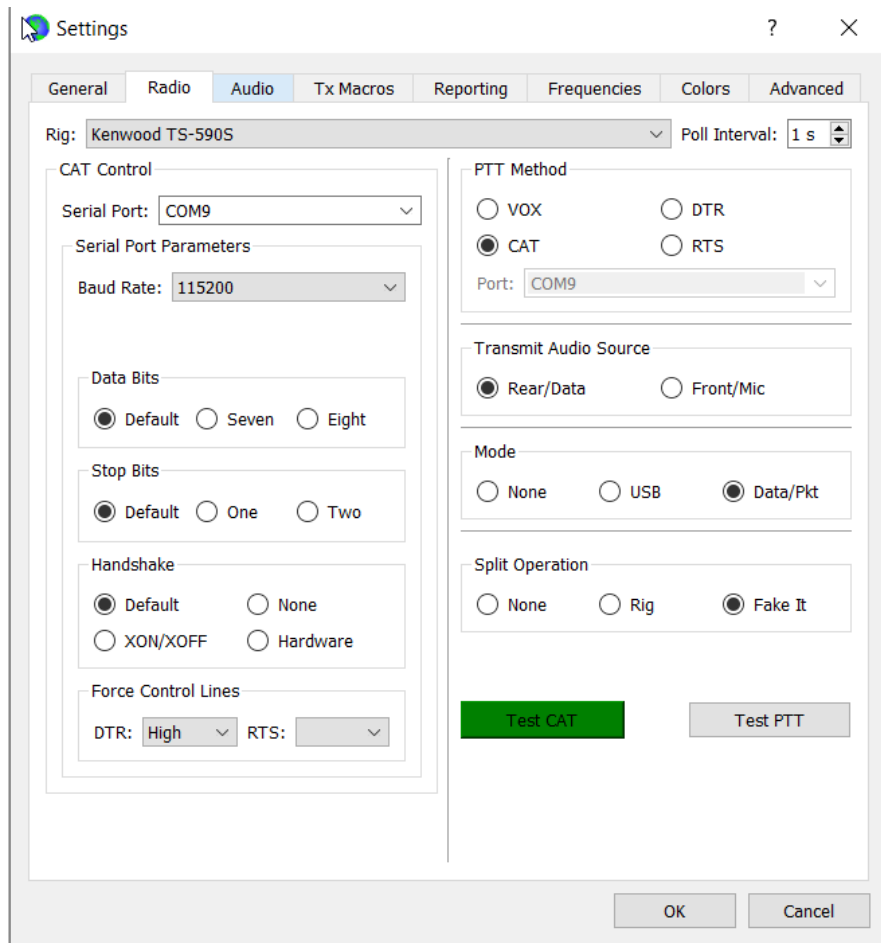 Settings
? 
General Radio Audio Tx Macros Reporting Frequencies Colors Advanced
Rig: Kenwood TS-590S Poll Interval: 1 s
CAT Control
Serial Port: COM9
Serial Port Parameters
Baud Rate: 115200
Data Bits
Default Seven Eight
Stop Bits
Default One Two
Handshake
Default None
XON/XOFF Hardware
Force Control Lines
DTR: High RTS:
PTT Method
VOX DTR
CAT RTS
Port: COM9
Transmit Audio Source
Rear/Data Front/Mic
Mode
None USB Data/Pkt
Split Operation
None Rig Fake It
Test CAT Test PTT
OK Cancel